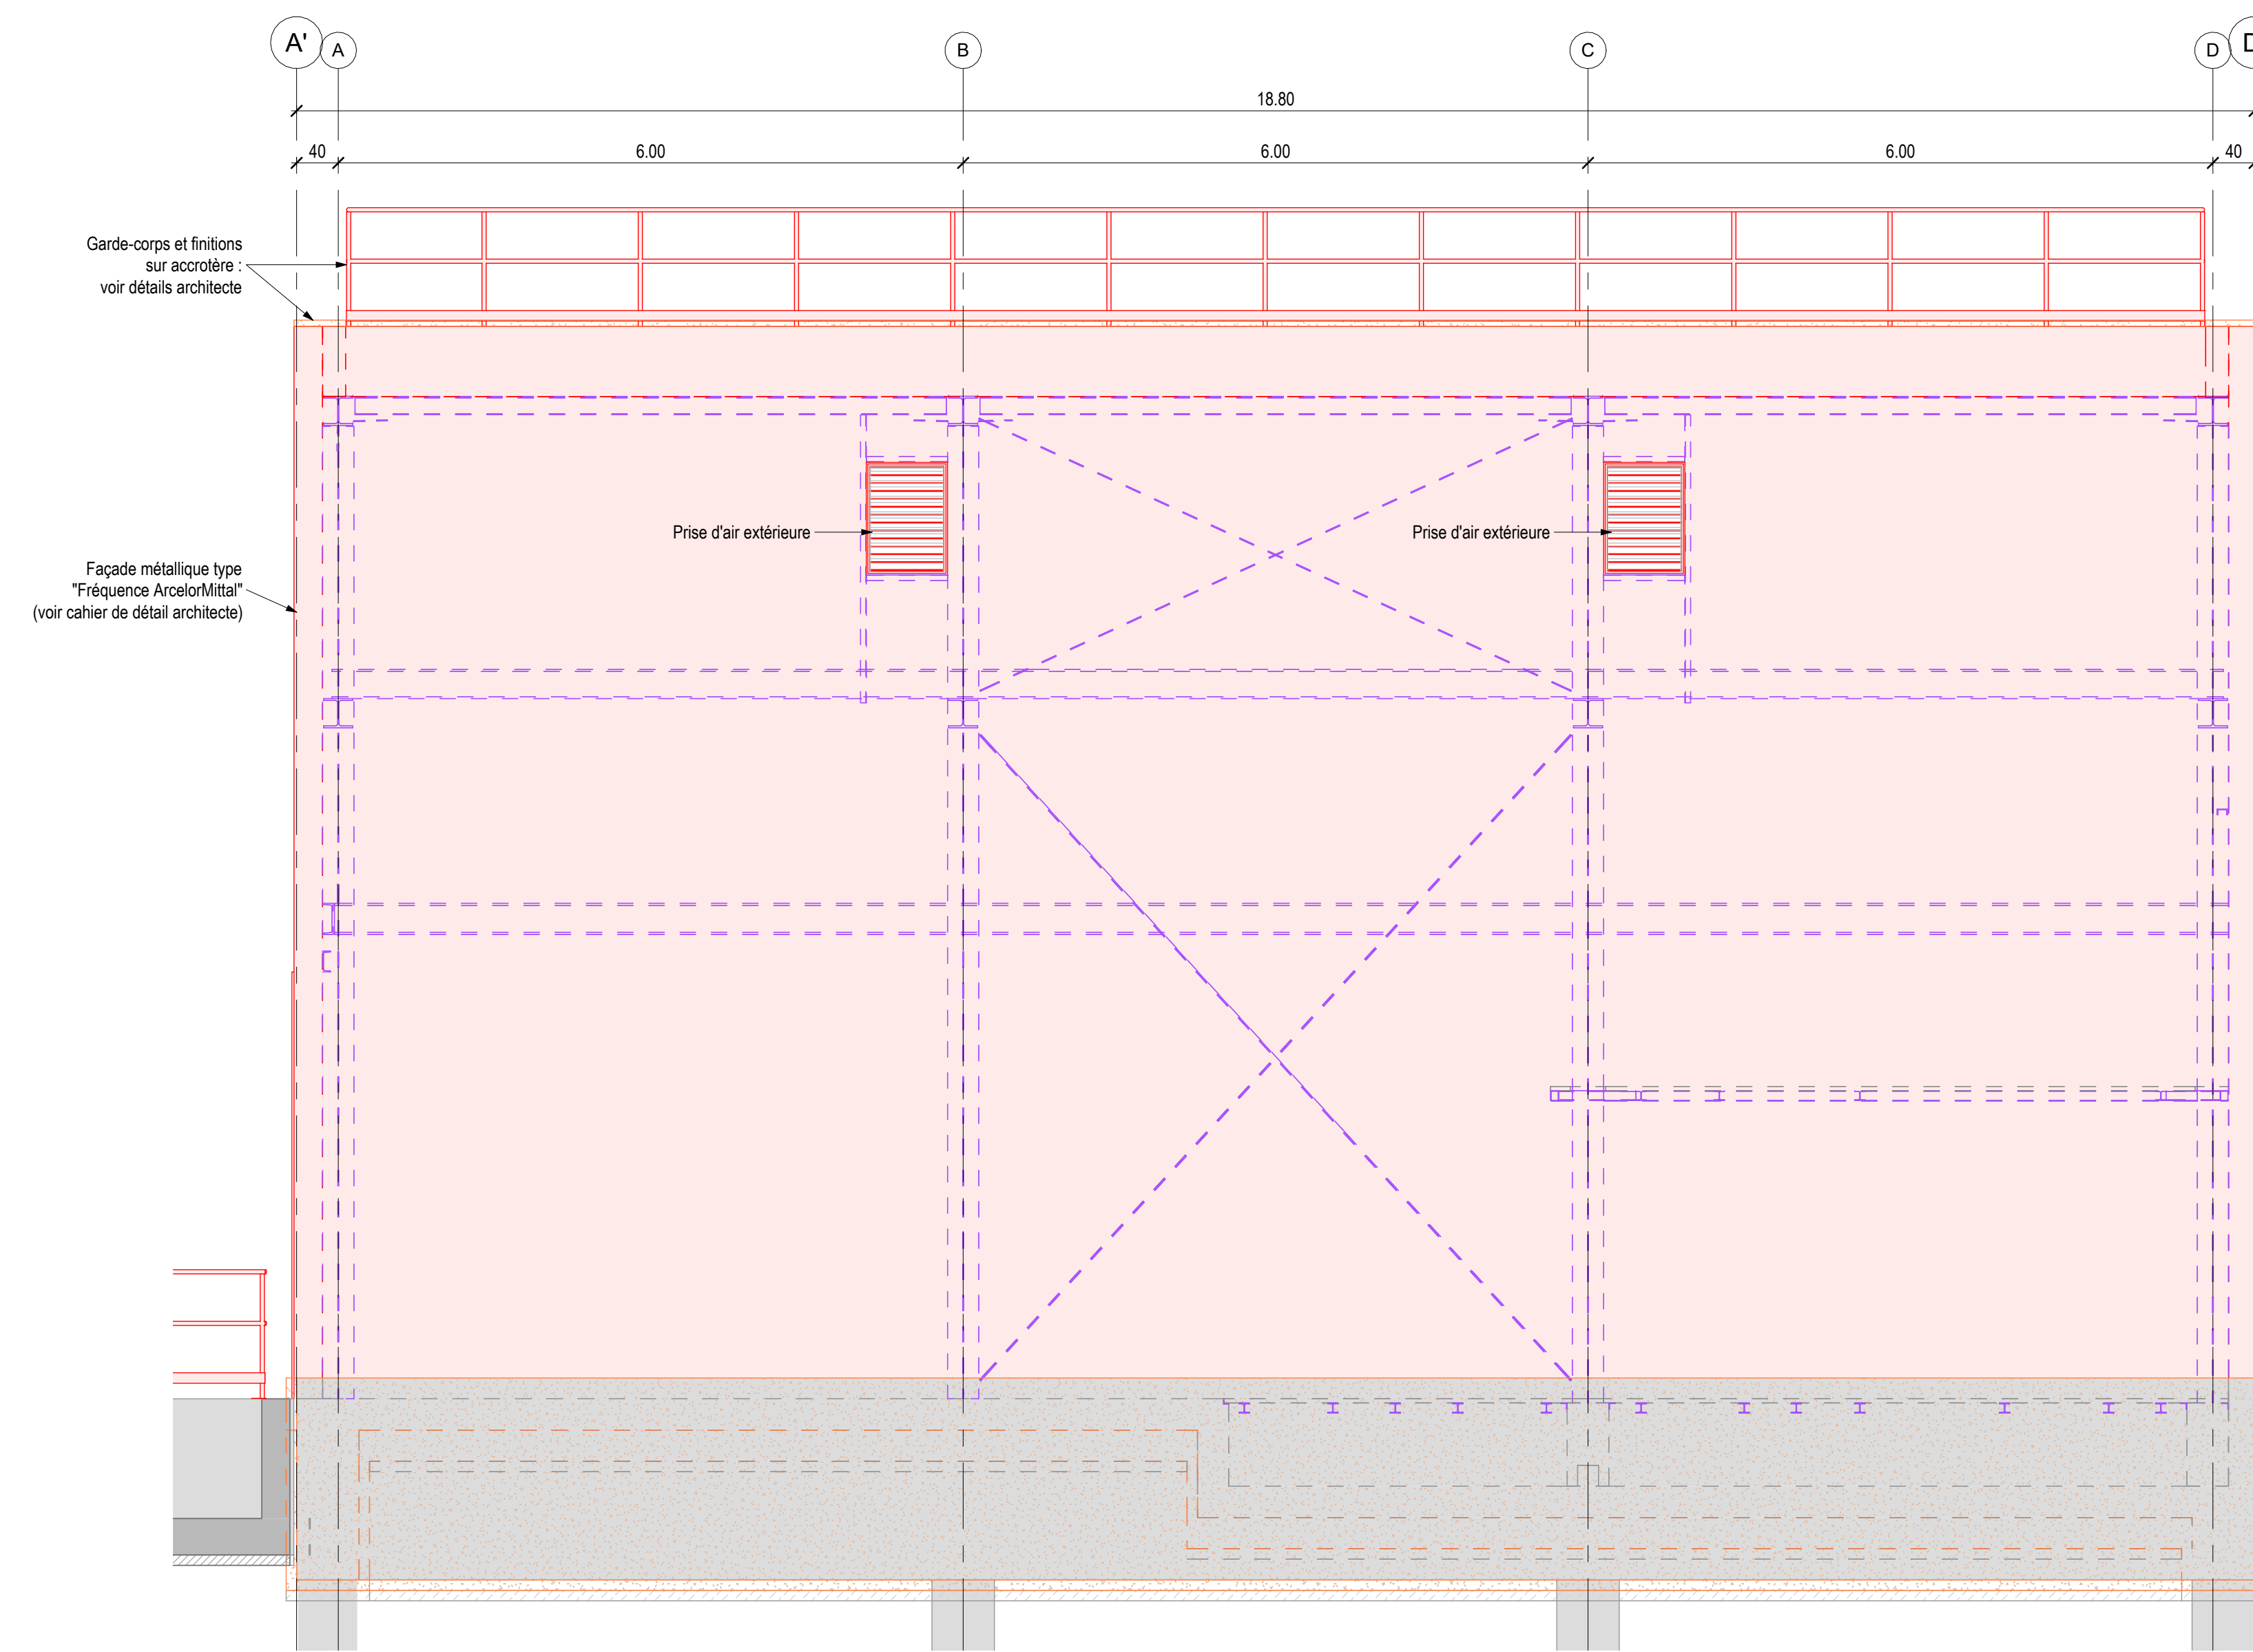 A'
A
B
C
D
D
18.80
40
6.00
6.00
6.00
40
Garde-corps et finitions
sur accrotère :
voir détails architecte
Prise d'air extérieure
Prise d'air extérieure
Façade métallique type
"Fréquence ArcelorMittal"
(voir cahier de détail architecte)